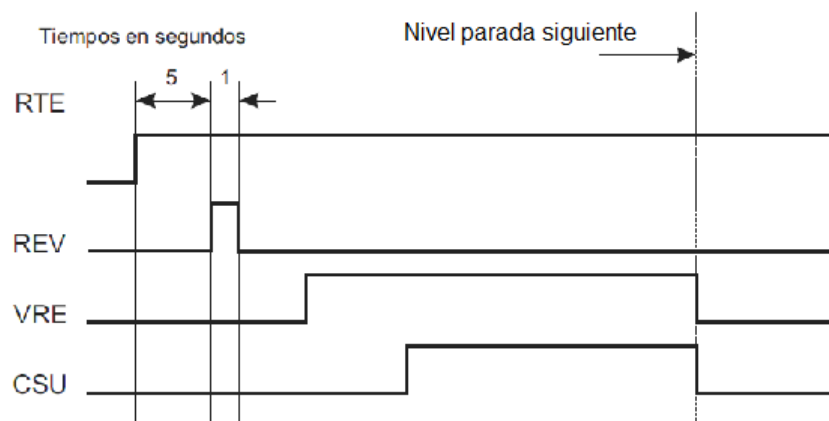 Tiempos en segundos
Nivel parada siguiente
5
1
RTE
REV
VRE
CSU